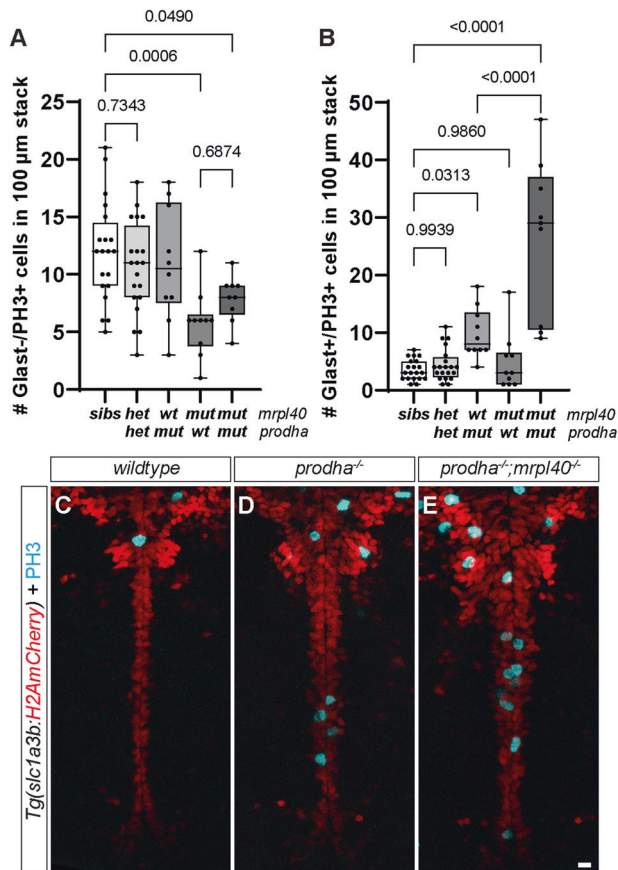 A
0.0490
0.0006
0.7343
0.6874
# Glast-/PH3+ cells in 100 µm stack
25
20
15
10
5
0
sibs het wt mut mut mrpl40
het mut wt mut prodha
B
<0.0001
<0.0001
0.9860
0.0313
0.9939
# Glast+/PH3+ cells in 100 µm stack
50
40
30
20
10
0
sibs het wt mut mut mrpl40
het mut wt mut prodha
wildtype
prodha-/-
prodha-/-;mrpl40-/-
Tg(slc1a3b:H2AmCherry) + PH3
C
D
E